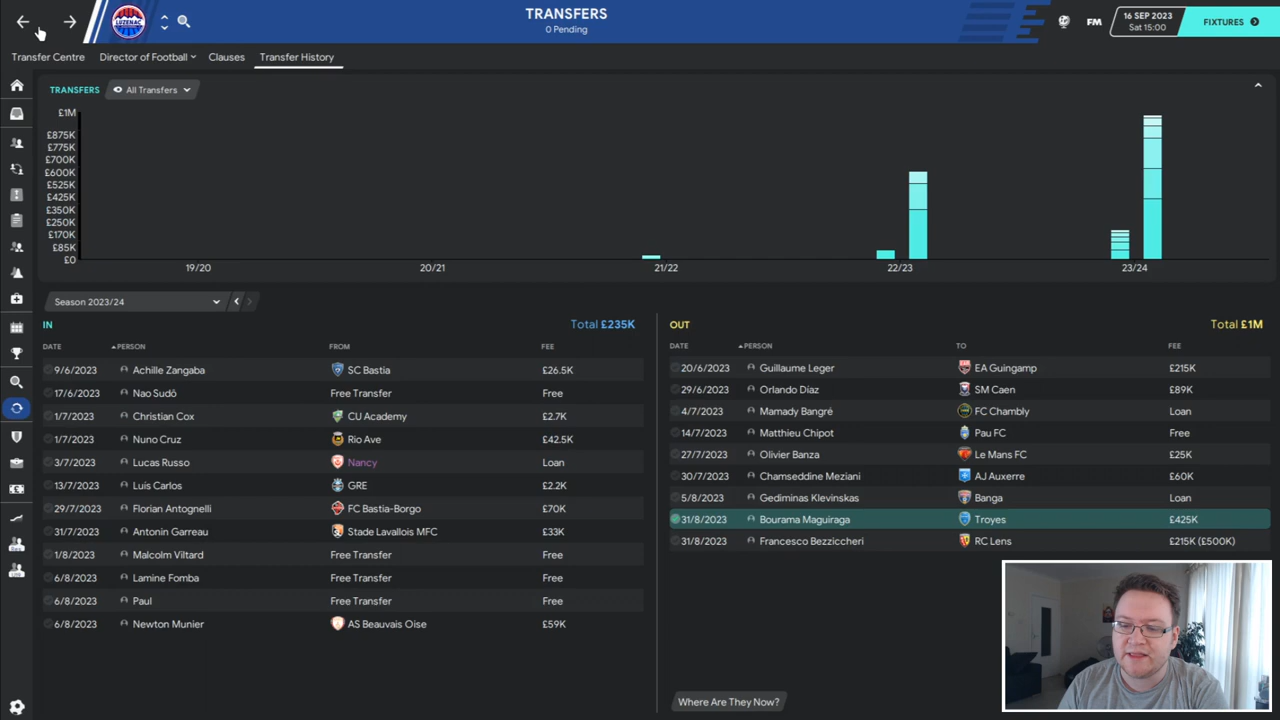 TRANSFERS
0 Pending
16 SEP 2023
Sat 15:00
FM
FIXTURES
LUZENAC
Transfer Centre
Director of Football
Clauses
Transfer History
TRANSFERS
All Transfers
£1M
£875K
£775K
£700K
£600K
£525K
£425K
£350K
£250K
£170K
£85K
£0
19/20
20/21
21/22
22/23
23/24
Season 2023/24
IN
Total £235K
DATE PERSON FROM FEE
9/6/2023 Achille Zangaba SC Bastia £26.5K
17/6/2023 Nao Sudó Free Transfer Free
1/7/2023 Christian Cox CU Academy £2.7K
1/7/2023 Nuno Cruz Rio Ave £42.5K
3/7/2023 Lucas Russo Nancy Loan
13/7/2023 Luís Carlos GRE £2.2K
29/7/2023 Florian Antognelli FC Bastia-Borgo £70K
31/7/2023 Antonin Garreau Stade Lavallois MFC £33K
1/8/2023 Malcolm Viltard Free Transfer Free
6/8/2023 Lamine Fomba Free Transfer Free
6/8/2023 Paul Free Transfer Free
6/8/2023 Newton Munier AS Beauvais Oise £59K
OUT
Total £1M
DATE PERSON TO FEE
20/6/2023 Guillaume Leger EA Guingamp £215K
29/6/2023 Orlando Díaz SM Caen £89K
4/7/2023 Mamady Bangré FC Chambly Loan
14/7/2023 Matthieu Chipot Pau FC Free
27/7/2023 Olivier Banza Le Mans FC £25K
30/7/2023 Chamseddine Meziani AJ Auxerre £60K
5/8/2023 Gediminas Klevinskas Banga Loan
31/8/2023 Bourama Maguiraga Troyes £425K
31/8/2023 Francesco Bezziccheri RC Lens £215K (£500K)
Where Are They Now?